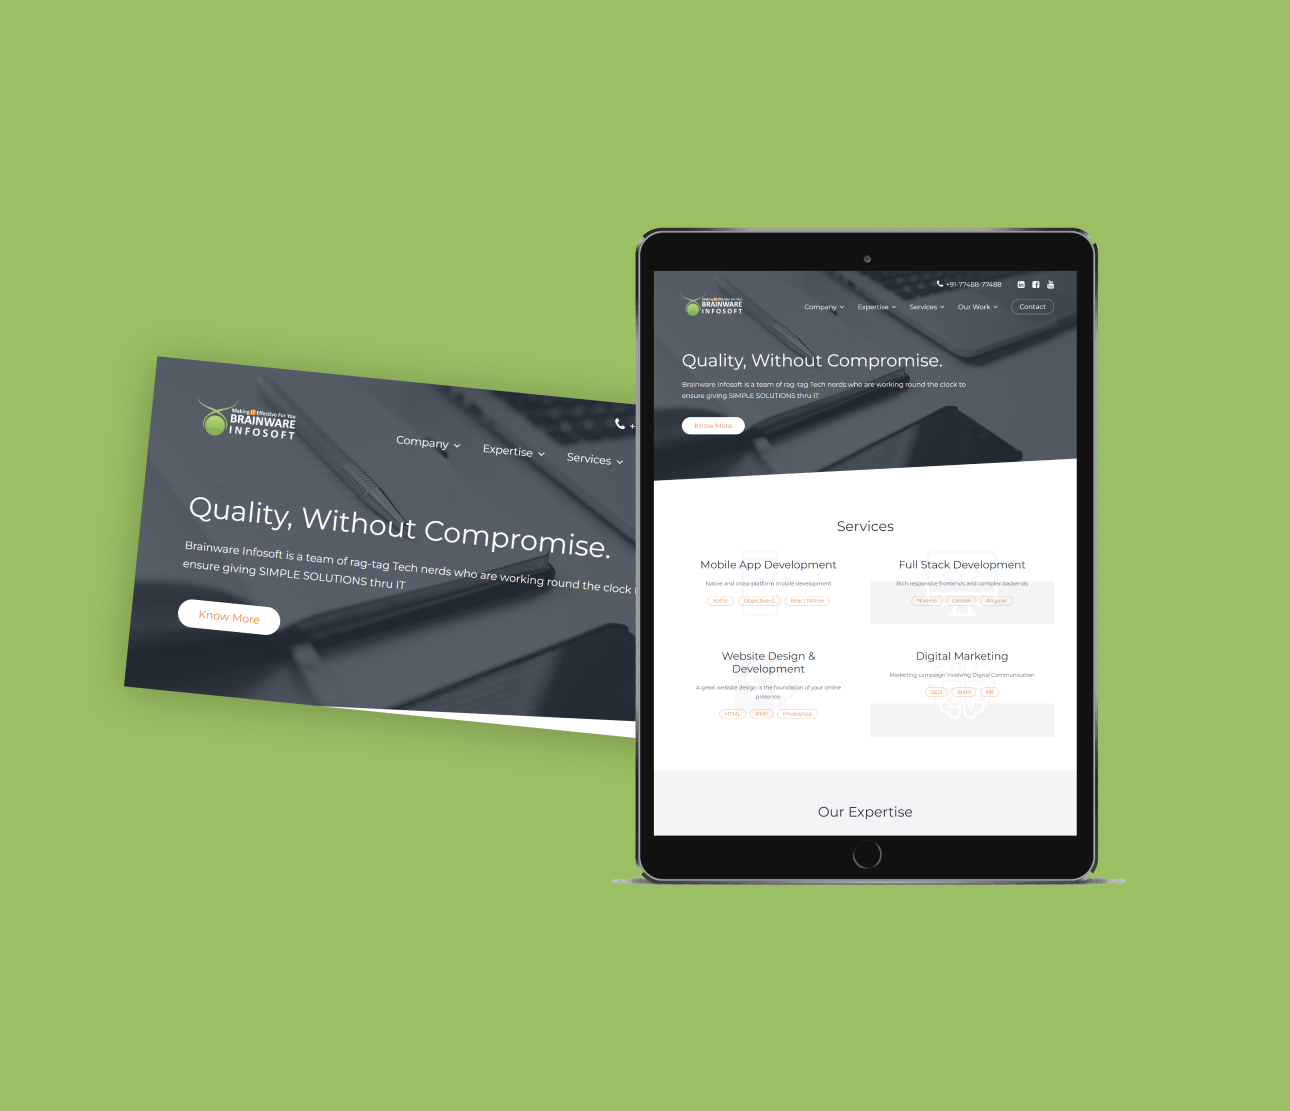 Making IT Effective For You
BRAINWARE
INFOSOFT
Company
Expertise
Services
Quality, Without Compromise.
Brainware Infosoft is a team of rag-tag Tech nerds who are working round the clock
ensure giving SIMPLE SOLUTIONS thru IT
Know More
+91-77488-77488
Making IT Effective For You
BRAINWARE
INFOSOFT
Company
Expertise
Services
Our Work
Contact
Quality, Without Compromise.
Brainware Infosoft is a team of rag-tag Tech nerds who are working round the clock to
ensure giving SIMPLE SOLUTIONS thru IT
Know More
Services
Mobile App Development
Native and cross-platform mobile development
Kotlin
Objective-C
React Native
Full Stack Development
Rich responsive frontends and complex backends
Nodejs
Laravel
Angular
Website Design &
Development
A great website design is the foundation of your online
presence.
HTML
PHP
Photoshop
Digital Marketing
Marketing campaign involving Digital Communication
SEO
SMM
PR
Our Expertise